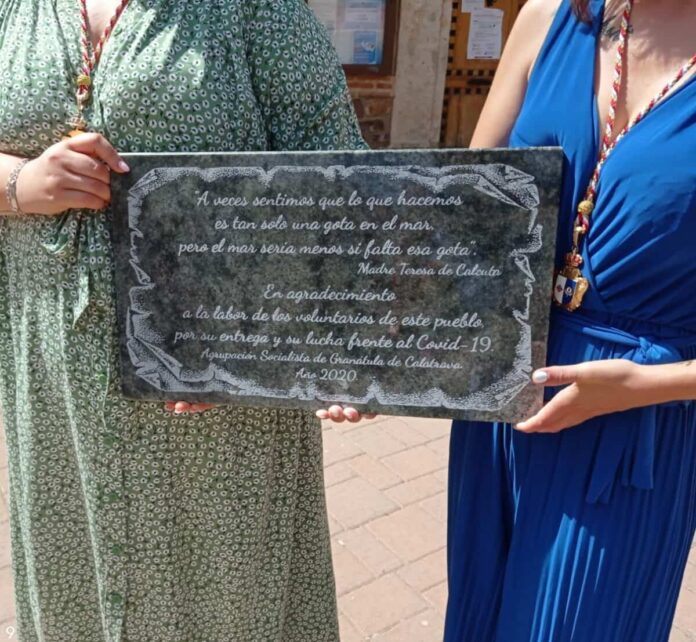 "A veces sentimos que lo que hacemos
es tan solo una gota en el mar,
pero el mar seria menos si falta esa gota".
Madre Teresa de Calcuta
En agradecimiento
a la labor de los voluntarios de este pueblo,
por su entrega y su lucha frente al Covid-19.
Agrupación Socialista de Granátula de Calatrava.
Año 2020
9